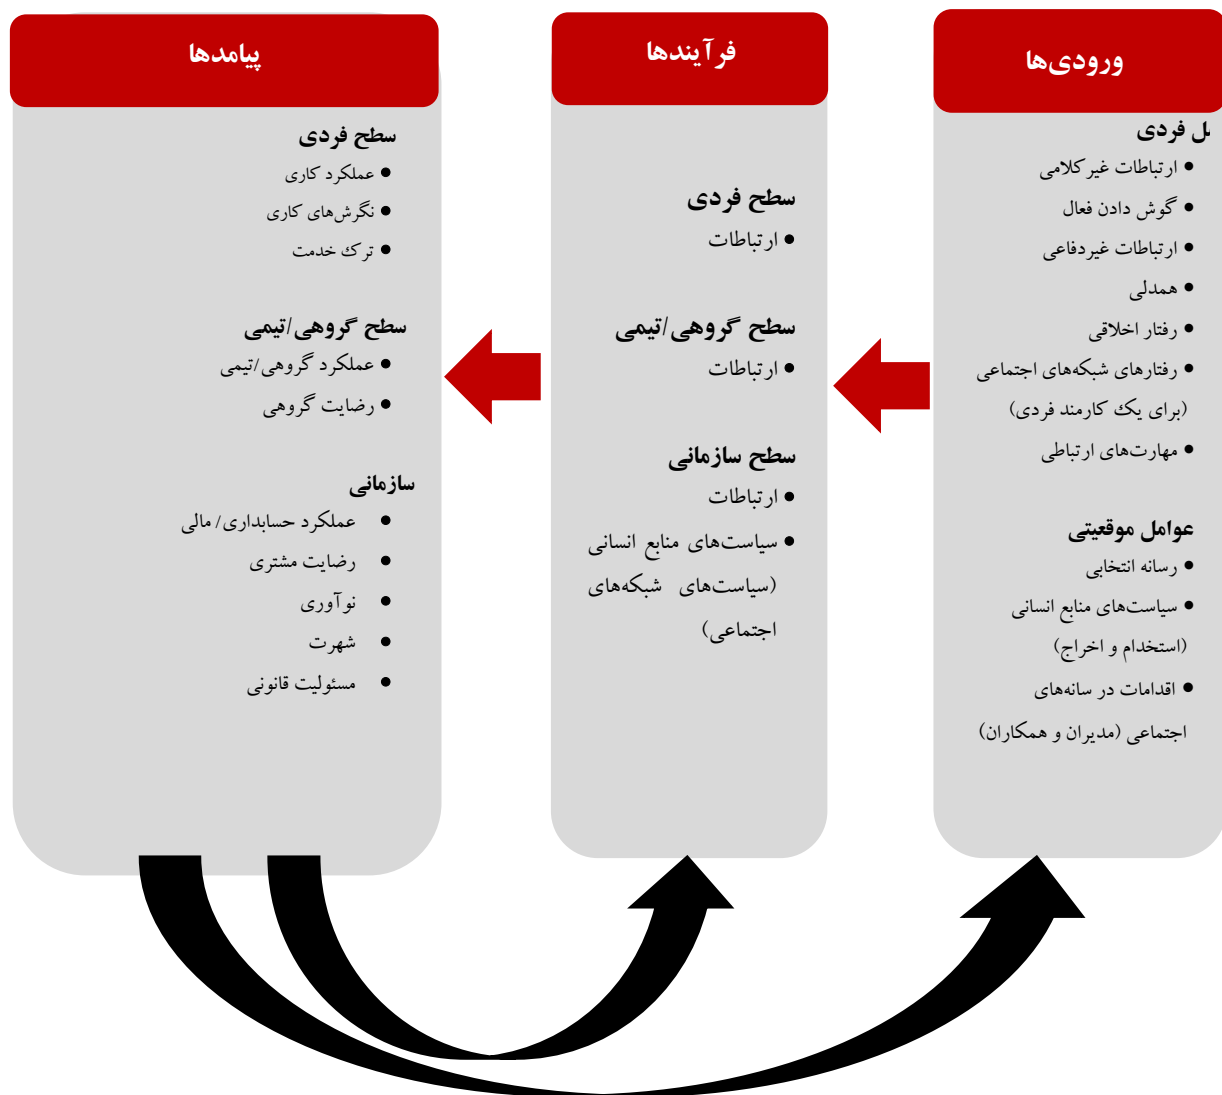 ورودی‌ها
ل فردی
• ارتباطات غیرکلامی
• گوش دادن فعال
• ارتباطات غیردفاعی
• همدلی
• رفتار اخلاقی
• رفتارهای شبکه‌های اجتماعی
(برای یک کارمند فردی)
• مهارت‌های ارتباطی
عوامل موقعیتی
• رسانه انتخابی
• سیاست‌های منابع انسانی
(استخدام و اخراج)
• اقدامات در سانه‌های
اجتماعی (مدیران و همکاران)
فرآیندها
سطح فردی
• ارتباطات
سطح گروهی/تیمی
• ارتباطات
سطح سازمانی
• ارتباطات
• سیاست‌های منابع انسانی
(سیاست‌های شبکه‌های
اجتماعی)
پیامدها
سطح فردی
• عملکرد کاری
• نگرش‌های کاری
• ترک خدمت
سطح گروهی/تیمی
• عملکرد گروهی/تیمی
• رضایت گروهی
سازمانی
• عملکرد حسابداری/ مالی
• رضایت مشتری
• نوآوری
• شهرت
• مسئولیت قانونی